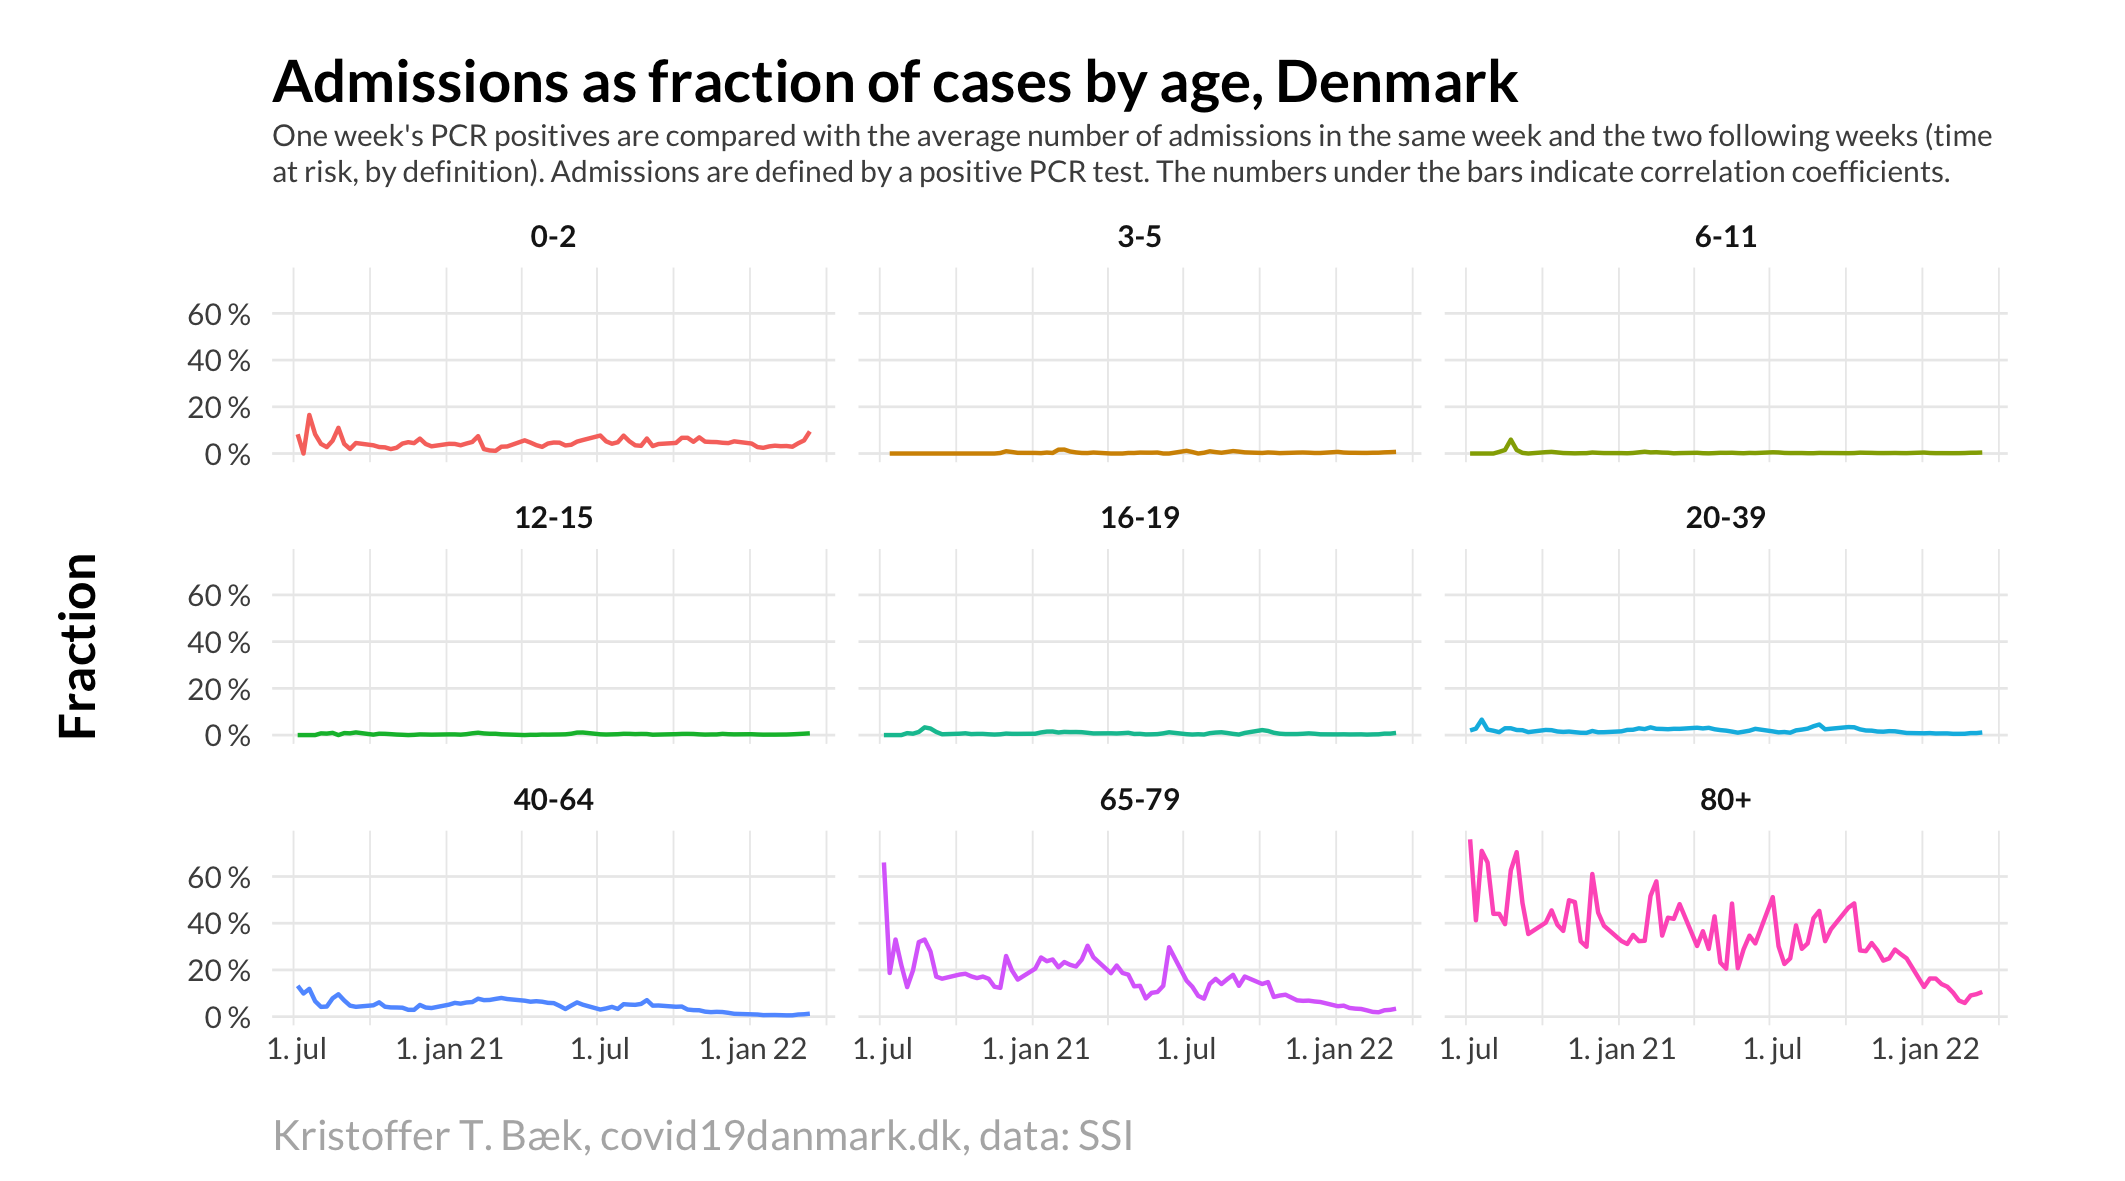 Admissions as fraction of cases by age, Denmark
One week's PCR positives are compared with the average number of admissions in the same week and the two following weeks (time
at risk, by definition). Admissions are defined by a positive PCR test. The numbers under the bars indicate correlation coefficients.
0-2 3-5 6-11
60 %
40 %
20 %
0 %
12-15 16-19 20-39
60 %
40 %
20 %
0 %
Fraction
40-64 65-79 80+
60 %
40 %
20 %
0 %
1. jul 1. jan 21 1. jul 1. jan 22 1. jul 1. jan 21 1. jul 1. jan 22 1. jul 1. jan 21 1. jul 1. jan 22
Kristoffer T. Bæk, covid19danmark.dk, data: SSI